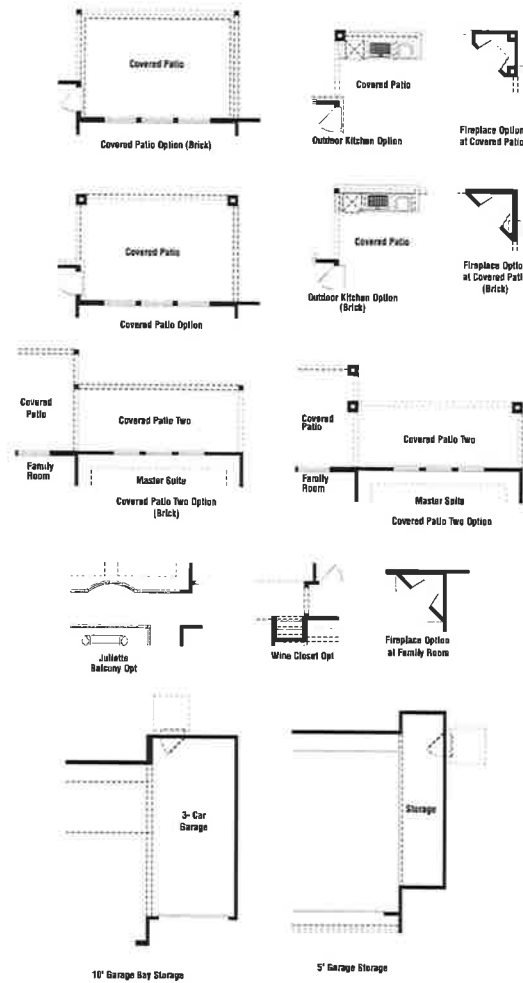 Covered Patio
Covered Patio Option (Brick)
Covered Patio
Outdoor Kitchen Option
Fireplace Option
at Covered Patio
Covered Patio
Covered Patio Option
Covered Patio
Outdoor Kitchen Option
(Brick)
Fireplace Optio
at Covered Pati
(Brick)
Covered
Patio
Covered Patio Two
Family
Room
Master Suite
Covered Patio Two Option
(Brick)
Covered
Patio
Covered Patio Two
Family
Room
Master Suite
Covered Patio Two Option
Juliette
Balcony Opt
Wine Closet Opt
Fireplace Option
at Family Room
3- Car
Garage
10' Garage Bay Storage
Storage
5' Garage Storage